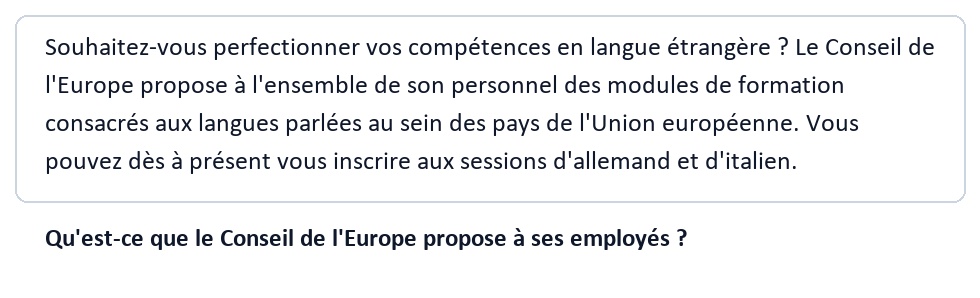 Souhaitez-vous perfectionner vos compétences en langue étrangère ? Le Conseil de
l'Europe propose à l'ensemble de son personnel des modules de formation
consacrés aux langues parlées au sein des pays de l'Union européenne. Vous
pouvez dès à présent vous inscrire aux sessions d'allemand et d'italien.
Qu'est-ce que le Conseil de l'Europe propose à ses employés ?